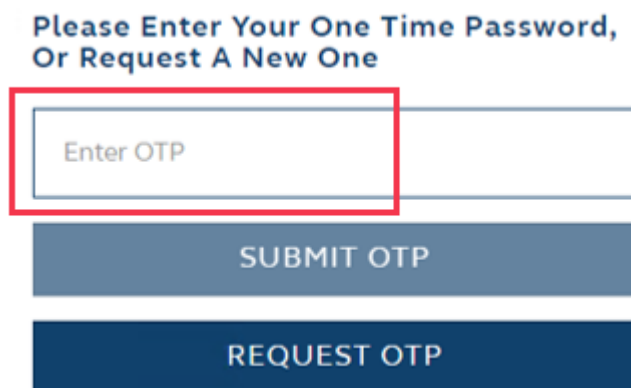 Please Enter Your One Time Password,
Or Request A New One
Enter OTP
SUBMIT OTP
REQUEST OTP